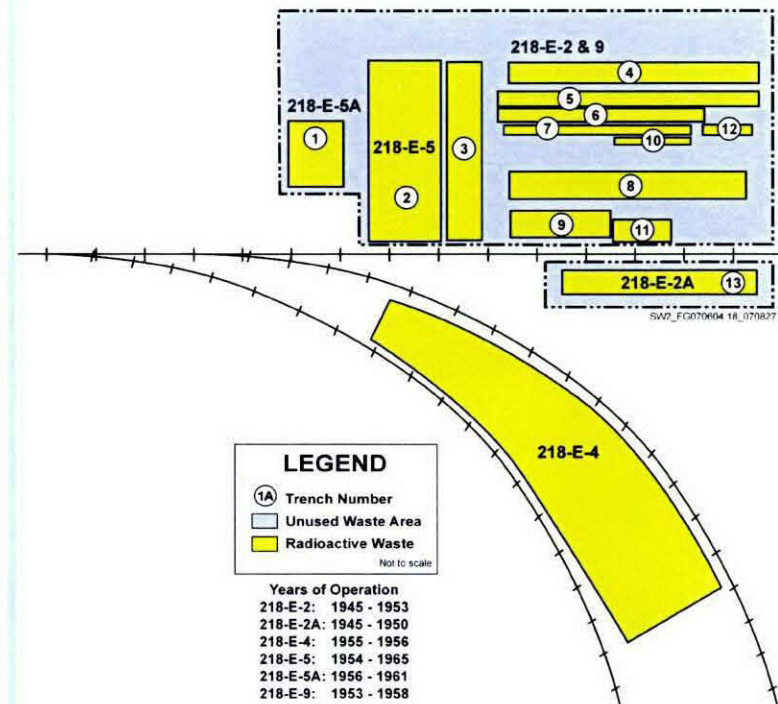 218-E-2 & 9
4
5
218-E-5A
6
7
12
10
1
3
218-E-5
8
2
9
11
218-E-2A
13
SW2_FG070604.18_070827
218-E-4
LEGEND
1A Trench Number
Unused Waste Area
Radioactive Waste
Not to scale
Years of Operation
218-E-2: 1945 - 1953
218-E-2A: 1945 - 1950
218-E-4: 1955 - 1956
218-E-5: 1954 - 1965
218-E-5A: 1956 - 1961
218-E-9: 1953 - 1958